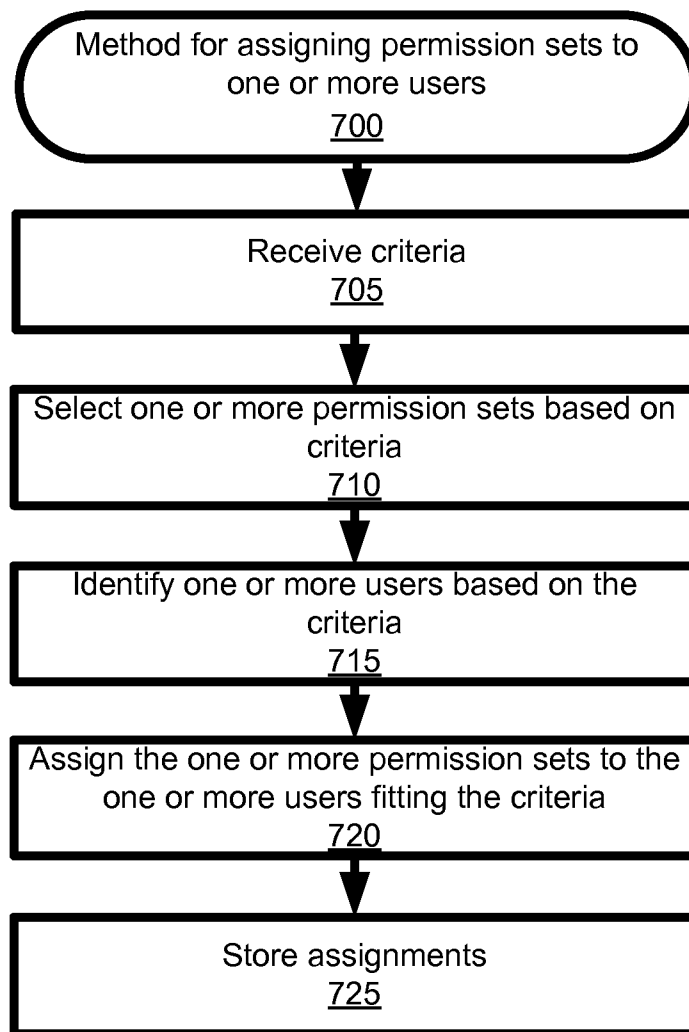 Method for assigning permission sets to
one or more users
700
Receive criteria
705
Select one or more permission sets based on
criteria
710
Identify one or more users based on the
criteria
715
Assign the one or more permission sets to the
one or more users fitting the criteria
720
Store assignments
725